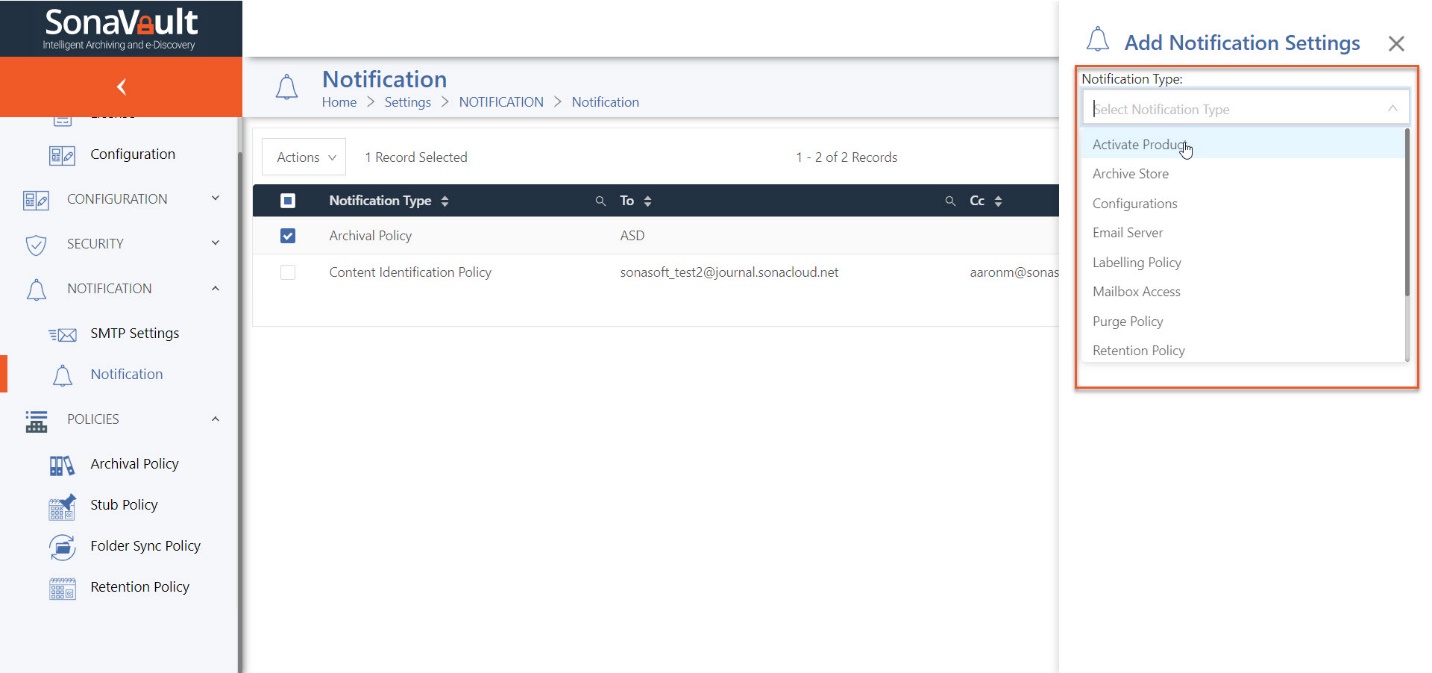 SonaVault
Intelligent Archiving and e-Discovery
Configuration
CONFIGURATION
SECURITY
NOTIFICATION
SMTP Settings
Notification
POLICIES
Archival Policy
Stub Policy
Folder Sync Policy
Retention Policy
Notification
Home > Settings > NOTIFICATION > Notification
Actions 1 Record Selected 1 - 2 of 2 Records
Notification Type To Cc
Archival Policy ASD
Content Identification Policy sonasoft_test2@journal.sonacloud.net aaronm@sonas
Add Notification Settings
Notification Type:
Select Notification Type
Activate Product
Archive Store
Configurations
Email Server
Labelling Policy
Mailbox Access
Purge Policy
Retention Policy